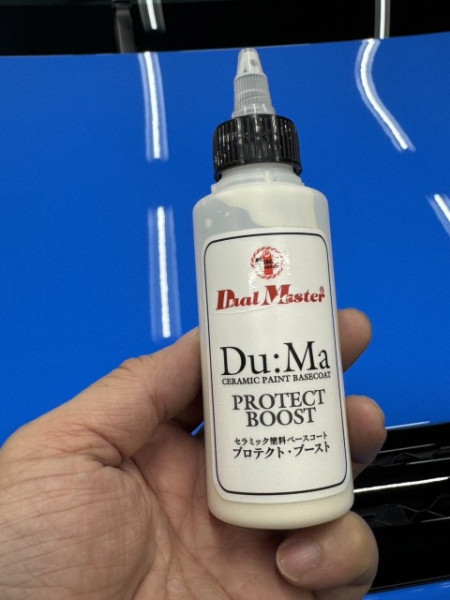 Dual Master®
Du:Ma
CERAMIC PAINT BASECOAT
PROTECT
BOOST
セラミック塗料ベースコート
プロテクト・ブースト